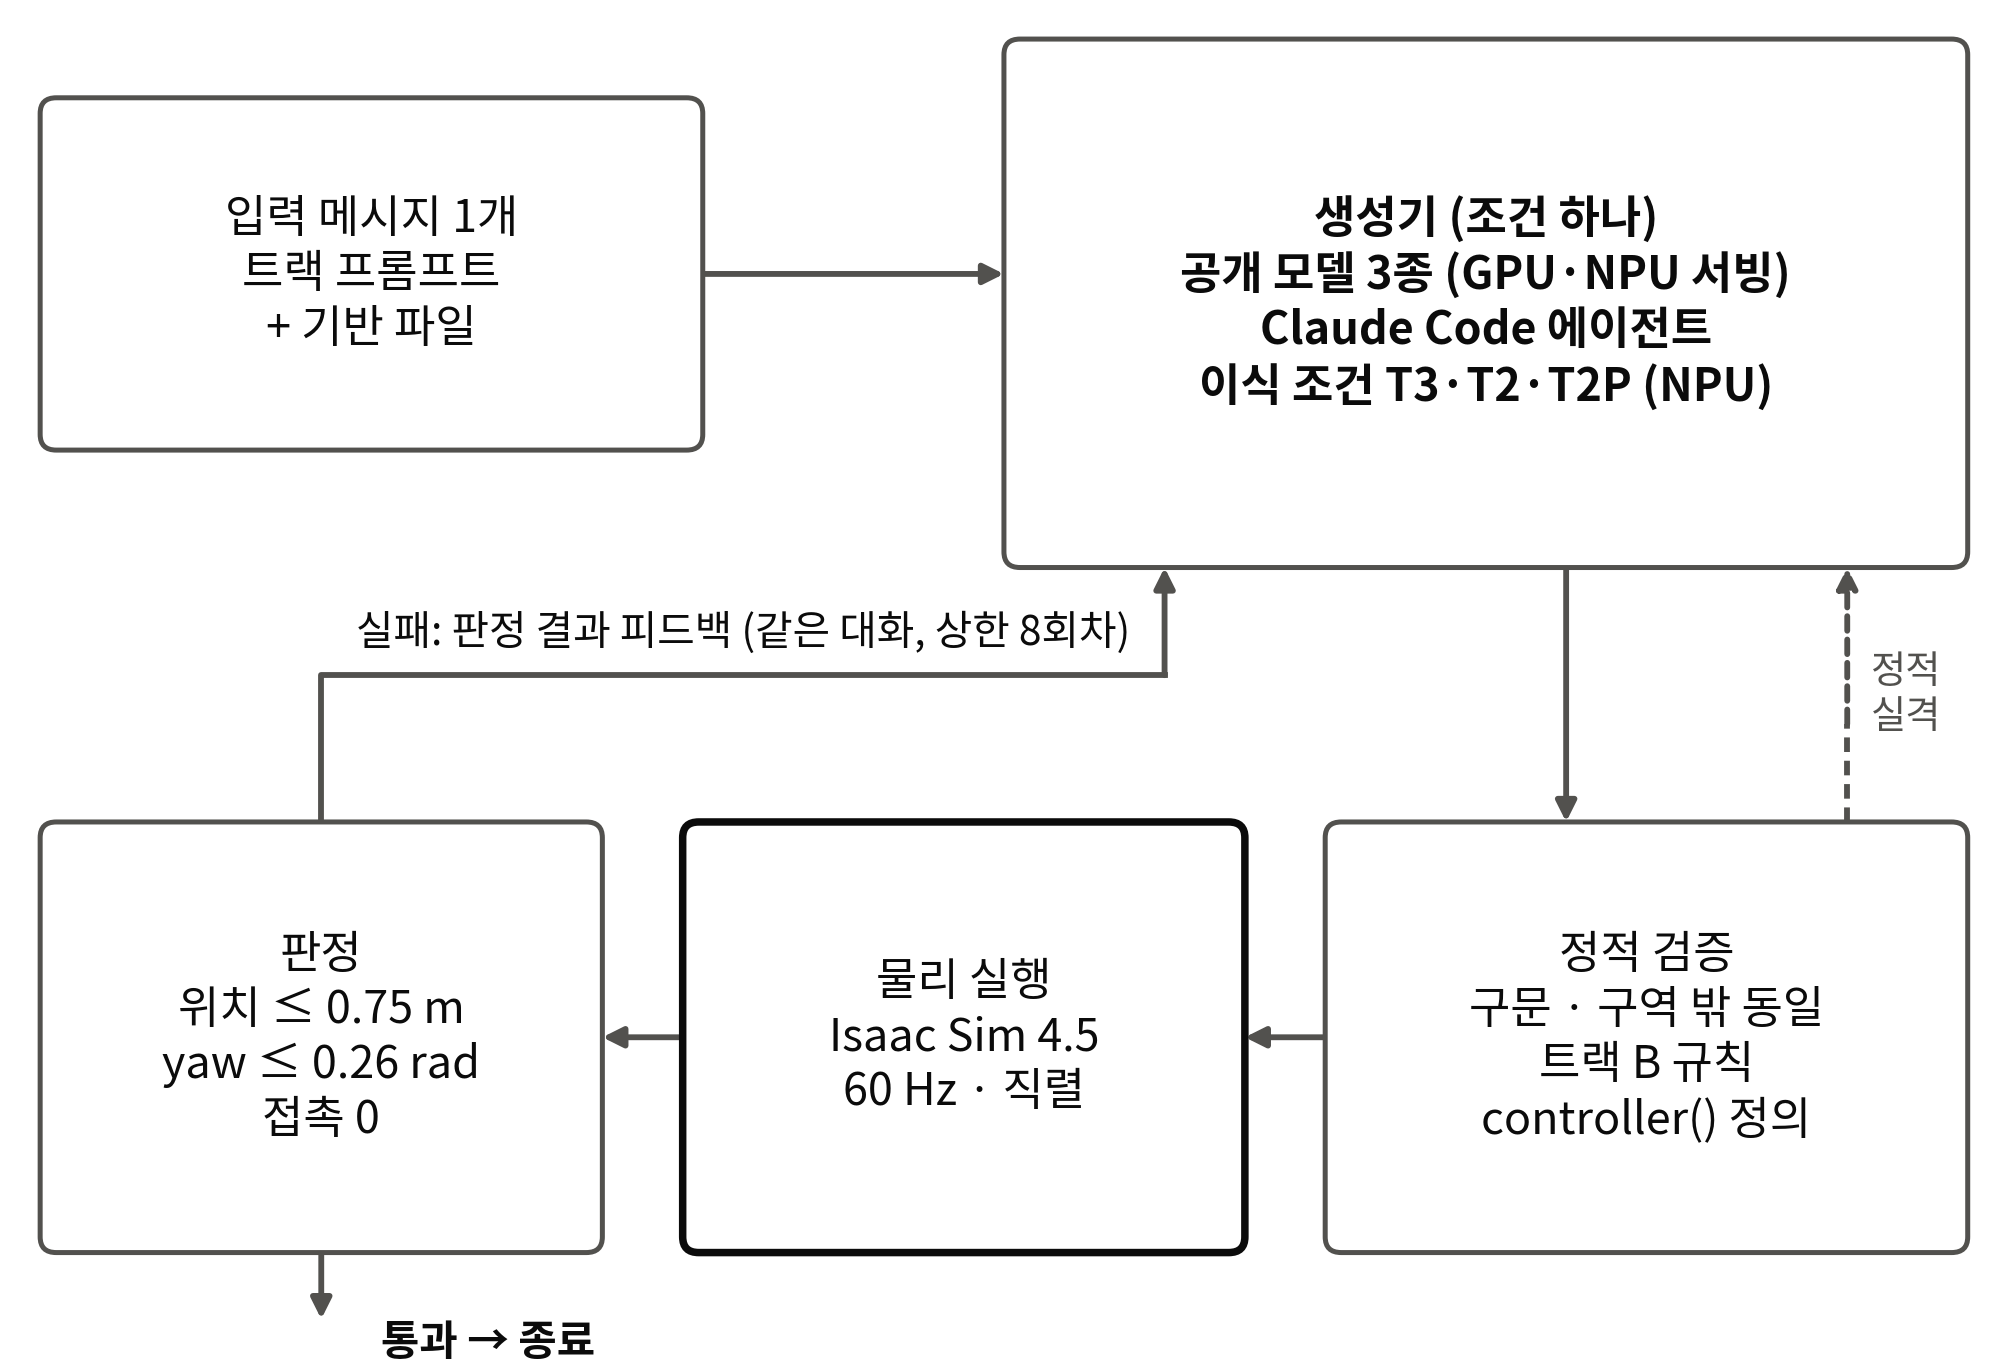 입력 메시지 1개
트랙 프롬프트
+ 기반 파일
생성기 (조건 하나)
공개 모델 3종 (GPU·NPU 서빙)
Claude Code 에이전트
이식 조건 T3·T2·T2P (NPU)
실패: 판정 결과 피드백 (같은 대화, 상한 8회차)
정적
실격
판정
위치 ≤ 0.75 m
yaw ≤ 0.26 rad
접촉 0
물리 실행
Isaac Sim 4.5
60 Hz · 직렬
정적 검증
구문 · 구역 밖 동일
트랙 B 규칙
controller() 정의
통과 → 종료